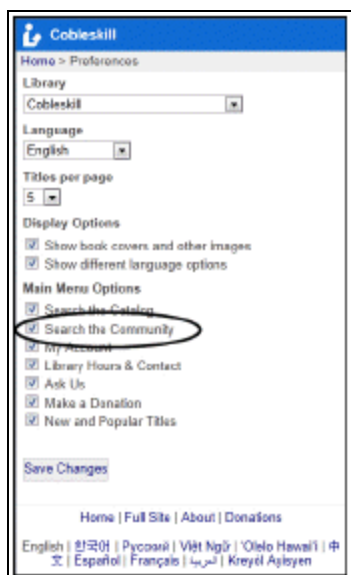 Cobleskill
Home > Preferences
Library
Cobleskill
Language
English
Titles per page
5
Display Options
Show book covers and other images
Show different language options
Main Menu Options
Search the Catalog
Search the Community
My Account
Library Hours & Contact
Ask Us
Make a Donation
New and Popular Titles
Save Changes
Home | Full Site | About | Donations
English | 한국어 | Русский | Việt Ngữ | 'Ōlelo Hawai'i | 中
文 | Español | Français | العربية | Kreyòl Ayisyen